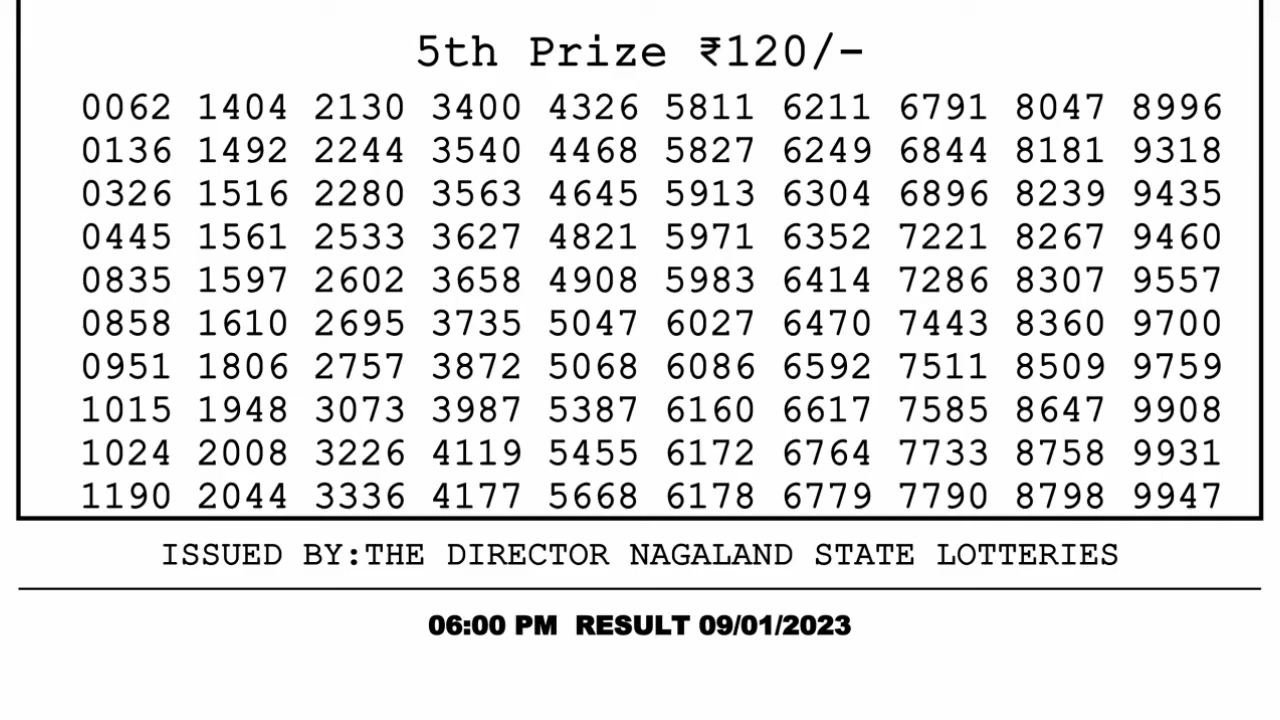 5th Prize ₹120/-
0062 1404 2130 3400 4326 5811 6211 6791 8047 8996
0136 1492 2244 3540 4468 5827 6249 6844 8181 9318
0326 1516 2280 3563 4645 5913 6304 6896 8239 9435
0445 1561 2533 3627 4821 5971 6352 7221 8267 9460
0835 1597 2602 3658 4908 5983 6414 7286 8307 9557
0858 1610 2695 3735 5047 6027 6470 7443 8360 9700
0951 1806 2757 3872 5068 6086 6592 7511 8509 9759
1015 1948 3073 3987 5387 6160 6617 7585 8647 9908
1024 2008 3226 4119 5455 6172 6764 7733 8758 9931
1190 2044 3336 4177 5668 6178 6779 7790 8798 9947
ISSUED BY:THE DIRECTOR NAGALAND STATE LOTTERIES
06:00 PM RESULT 09/01/2023